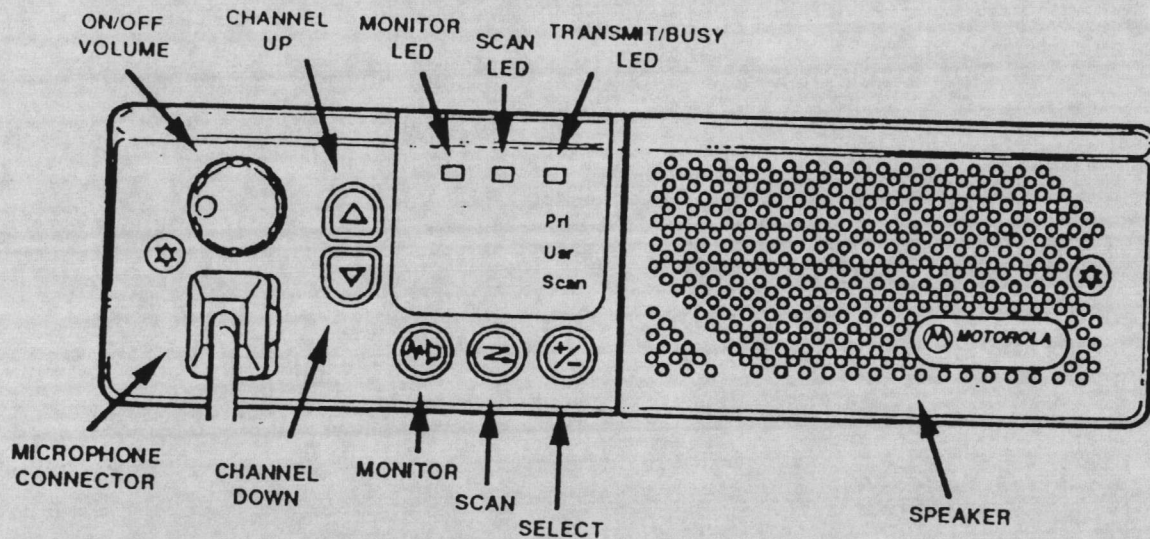 ON/OFF
VOLUME
CHANNEL
UP
MONITOR
LED
SCAN
LED
TRANSMIT/BUSY
LED
Pri
Usr
Scan
+/-
MOTOROLA
MICROPHONE
CONNECTOR
CHANNEL
DOWN
MONITOR
SCAN
SELECT
SPEAKER